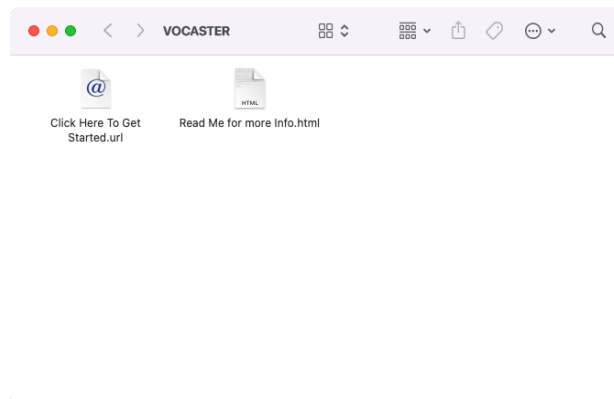 VOCASTER
@
HTML
Click Here To Get
Started.url
Read Me for more Info.html